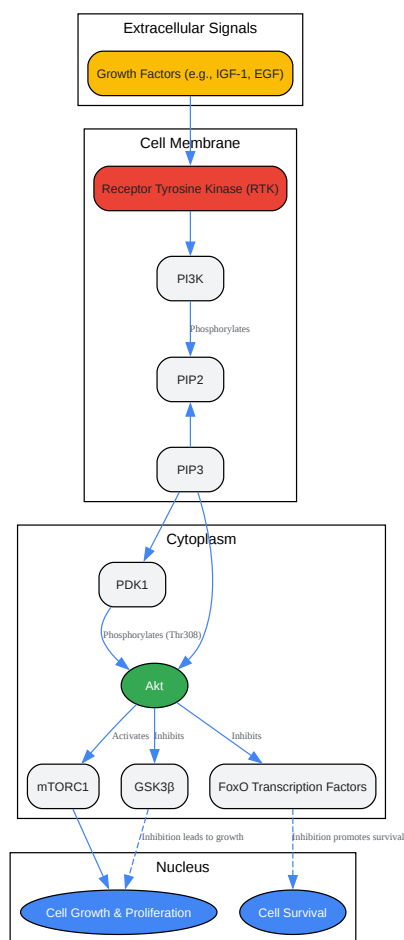 Extracellular Signals
Growth Factors (e.g., IGF-1, EGF)
Cell Membrane
Receptor Tyrosine Kinase (RTK)
PI3K
Phosphorylates
PIP2
PIP3
Cytoplasm
PDK1
Phosphorylates (Thr308)
Akt
Activates
Inhibits
Inhibits
mTORC1
GSK3β
FoxO Transcription Factors
Inhibition leads to growth
Inhibition promotes survival
Nucleus
Cell Growth & Proliferation
Cell Survival